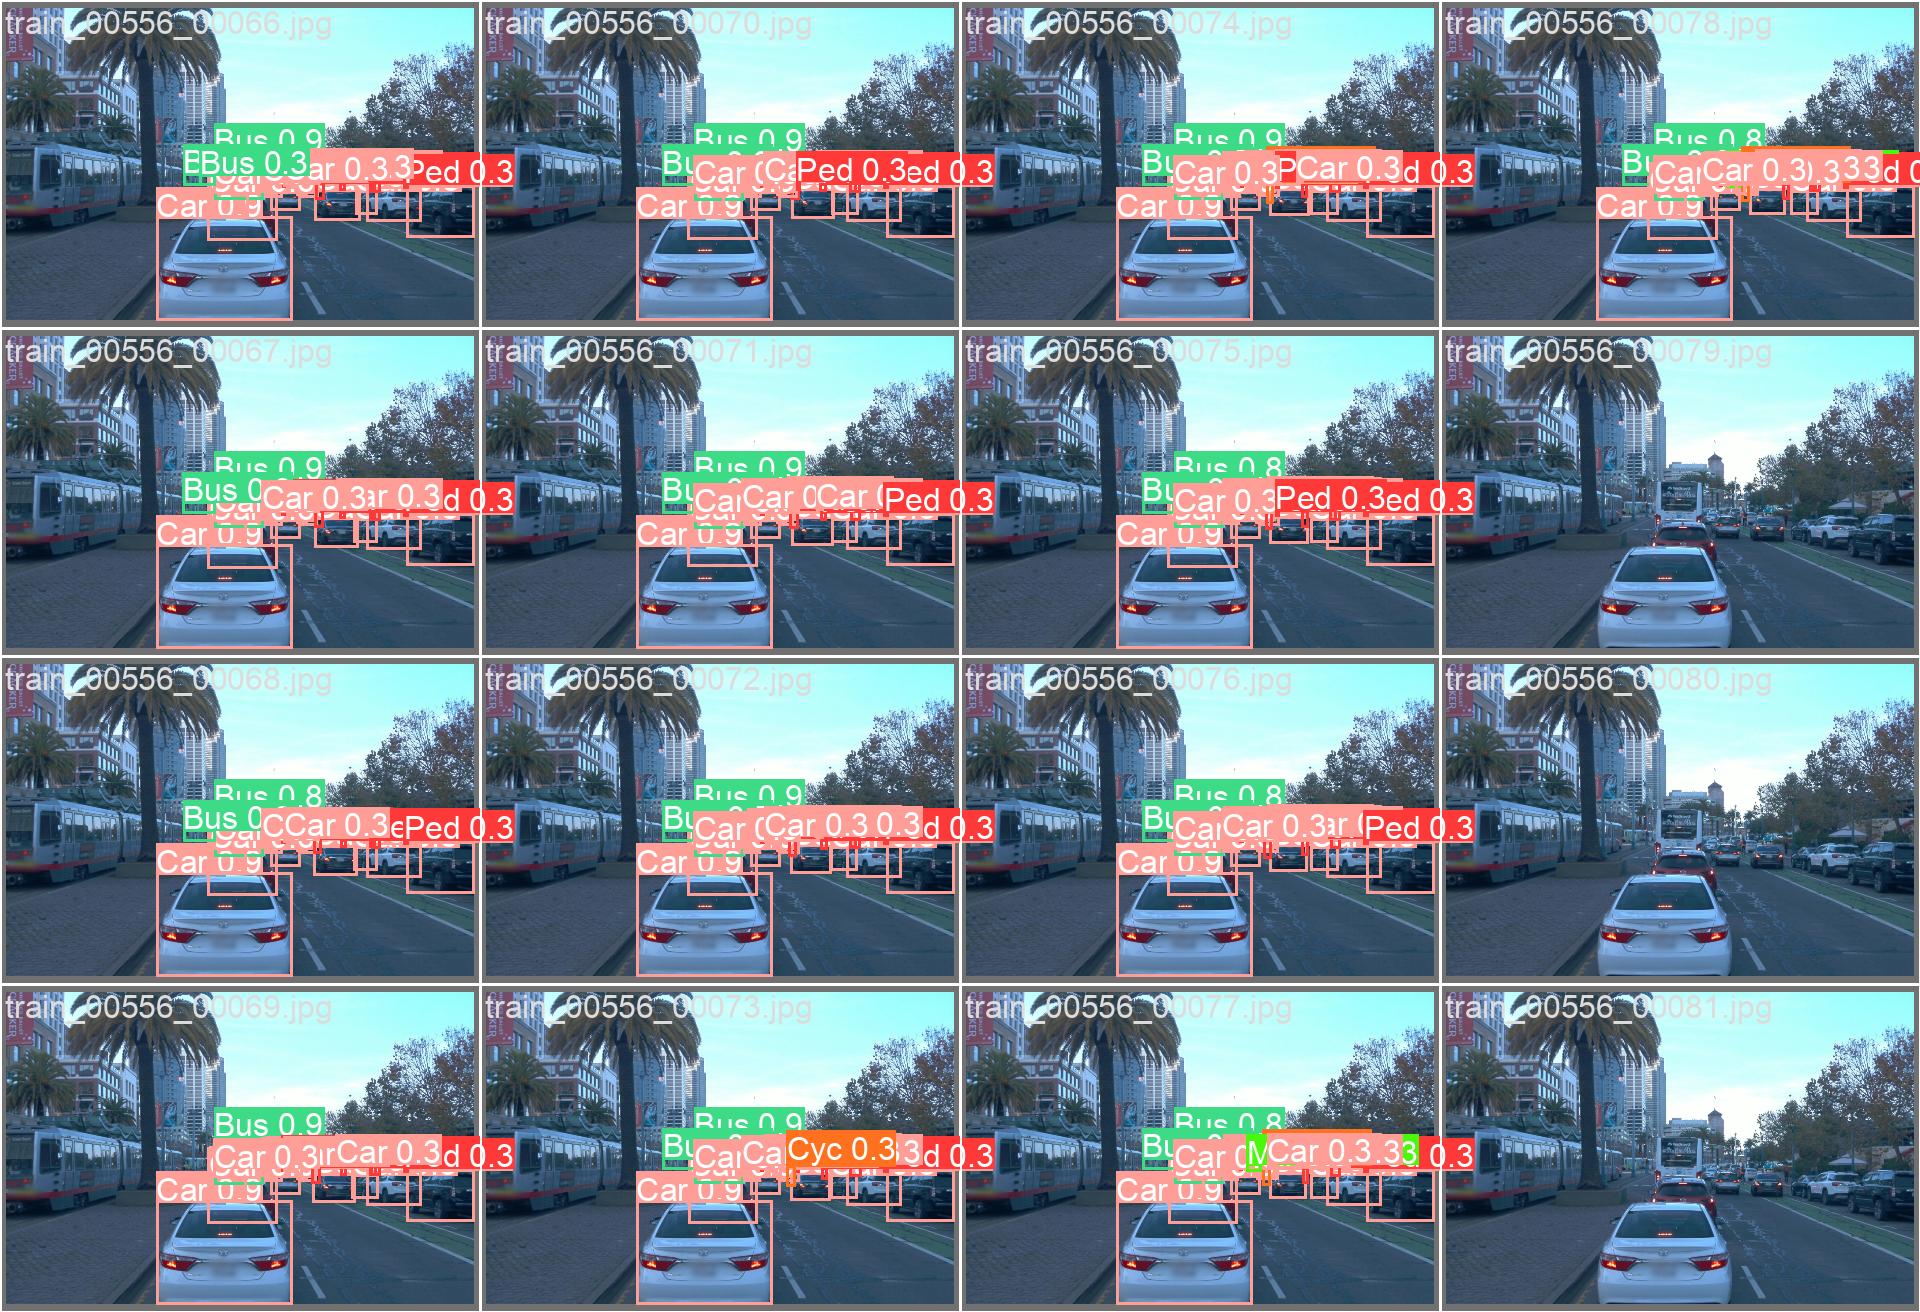 train_00556_00066.jpg
Bus 0.9
Bus 0.3
Ped 0.3
Car 0.9
train_00556_00070.jpg
Bus 0.9
Ped 0.3
Car 0.9
train_00556_00074.jpg
Bus 0.9
Car 0.3
Car 0.3
Car 0.9
train_00556_00078.jpg
Bus 0.8
Car 0.3
Car 0.9
train_00556_00067.jpg
Bus 0.9
Car 0.3
Car 0.9
train_00556_00071.jpg
Bus 0.9
Ped 0.3
Car 0.9
train_00556_00075.jpg
Bus 0.8
Car 0.3
Ped 0.3
Car 0.9
train_00556_00079.jpg
train_00556_00068.jpg
Bus 0.8
Car 0.3
Ped 0.3
Car 0.9
train_00556_00072.jpg
Bus 0.9
Car 0.3
Car 0.9
train_00556_00076.jpg
Bus 0.8
Car 0.3
Ped 0.3
Car 0.9
train_00556_00080.jpg
train_00556_00069.jpg
Bus 0.9
Car 0.3
Car 0.3
Car 0.9
train_00556_00073.jpg
Bus 0.9
Cyc 0.3
Car 0.9
train_00556_00077.jpg
Bus 0.8
Car 0.3
Car 0.9
train_00556_00081.jpg